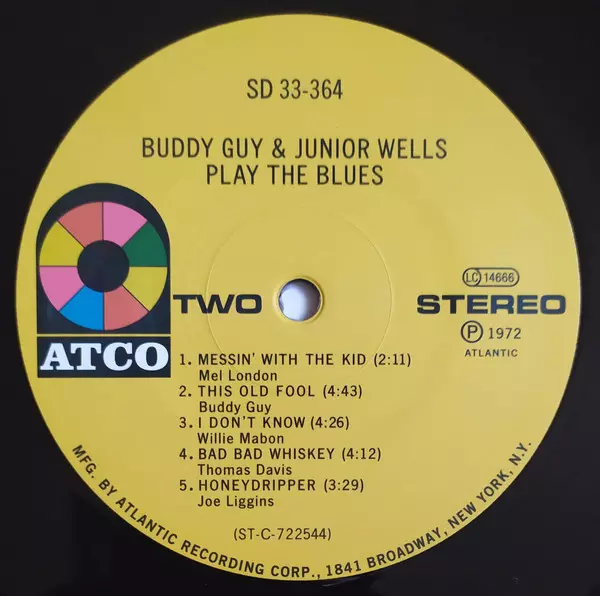 SD 33-364
BUDDY GUY & JUNIOR WELLS
PLAY THE BLUES
ATCO
TWO
LC 14666
STEREO
P 1972
ATLANTIC
1. MESSIN' WITH THE KID (2:11)
Mel London
2. THIS OLD FOOL (4:43)
Buddy Guy
3. I DON'T KNOW (4:26)
Willie Mabon
4. BAD BAD WHISKEY (4:12)
Thomas Davis
5. HONEYDRIPPER (3:29)
Joe Liggins
(ST-C-722544)
MFG. BY ATLANTIC RECORDING CORP., 1841 BROADWAY, NEW YORK, N.Y.